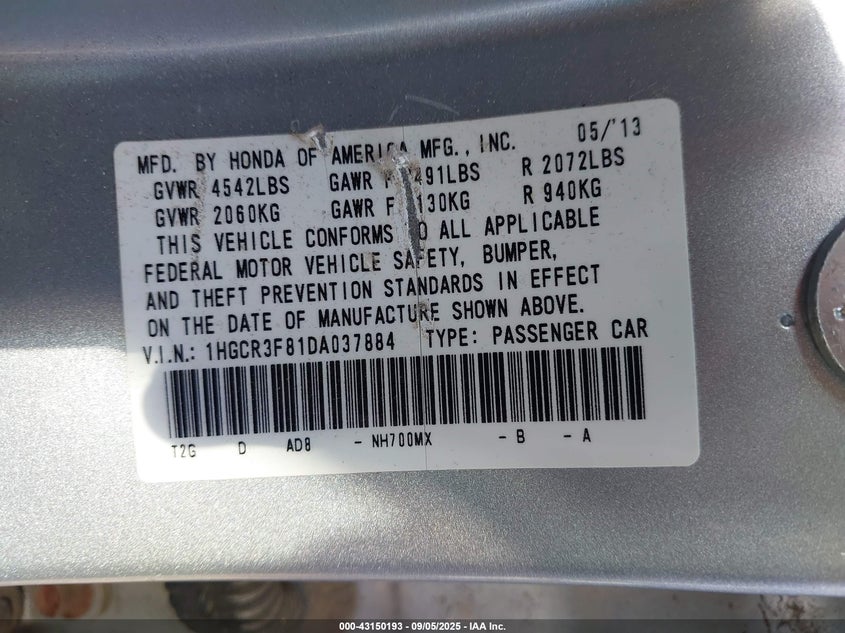 MFD. BY HONDA OF AMERICA MFG., INC. 05/'13
GVWR 4542LBS GAWR F 491LBS R 2072LBS
GVWR 2060KG GAWR F 130KG R 940KG
THIS VEHICLE CONFORMS TO ALL APPLICABLE
FEDERAL MOTOR VEHICLE SAFETY, BUMPER,
AND THEFT PREVENTION STANDARDS IN EFFECT
ON THE DATE OF MANUFACTURE SHOWN ABOVE.
V.I.N.: 1HGCR3F81DA037884 TYPE: PASSENGER CAR
T2G D AD8 - NH700MX - B - A
000-43150193 - 09/05/2025 - IAA Inc.